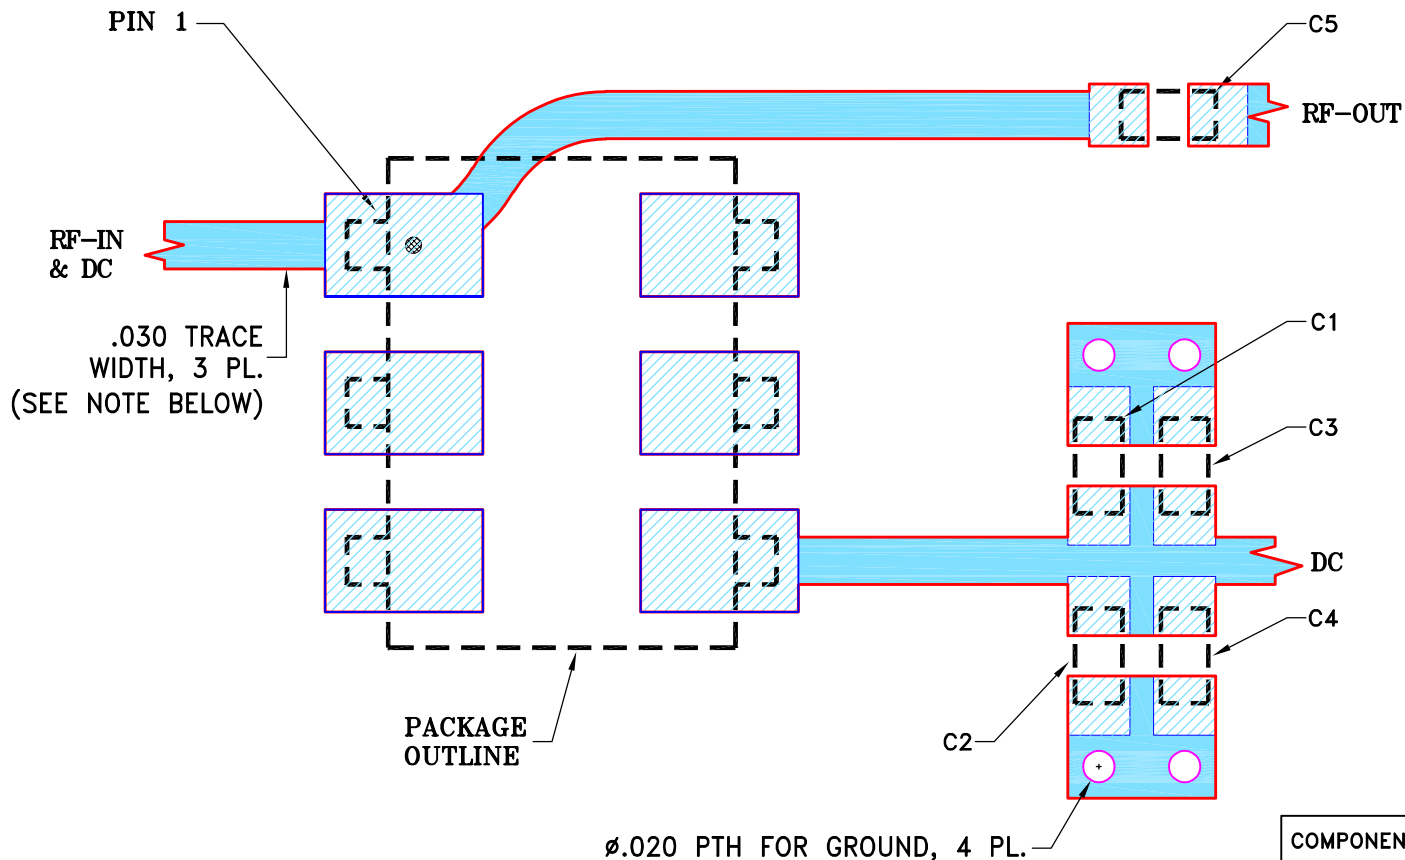 PIN 1
C5
RF-OUT
RF-IN
& DC
.030 TRACE
WIDTH, 3 PL.
(SEE NOTE BELOW)
C1
C3
DC
C4
C2
PACKAGE
OUTLINE
ø.020 PTH FOR GROUND, 4 PL.
COMPONEN